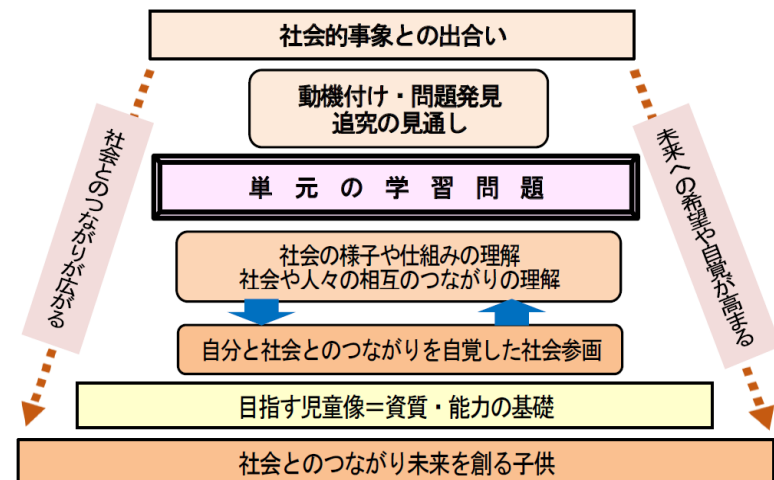 社会的事象との出合い
動機付け・問題発見
追究の見通し
単元の学習問題
社会の様子や仕組みの理解
社会や人々の相互のつながりの理解
自分と社会とのつながりを自覚した社会参画
目指す児童像＝資質・能力の基礎
社会とのつながり未来を創る子供
社会とのつながりが広がる
未来への希望や自覚が高まる